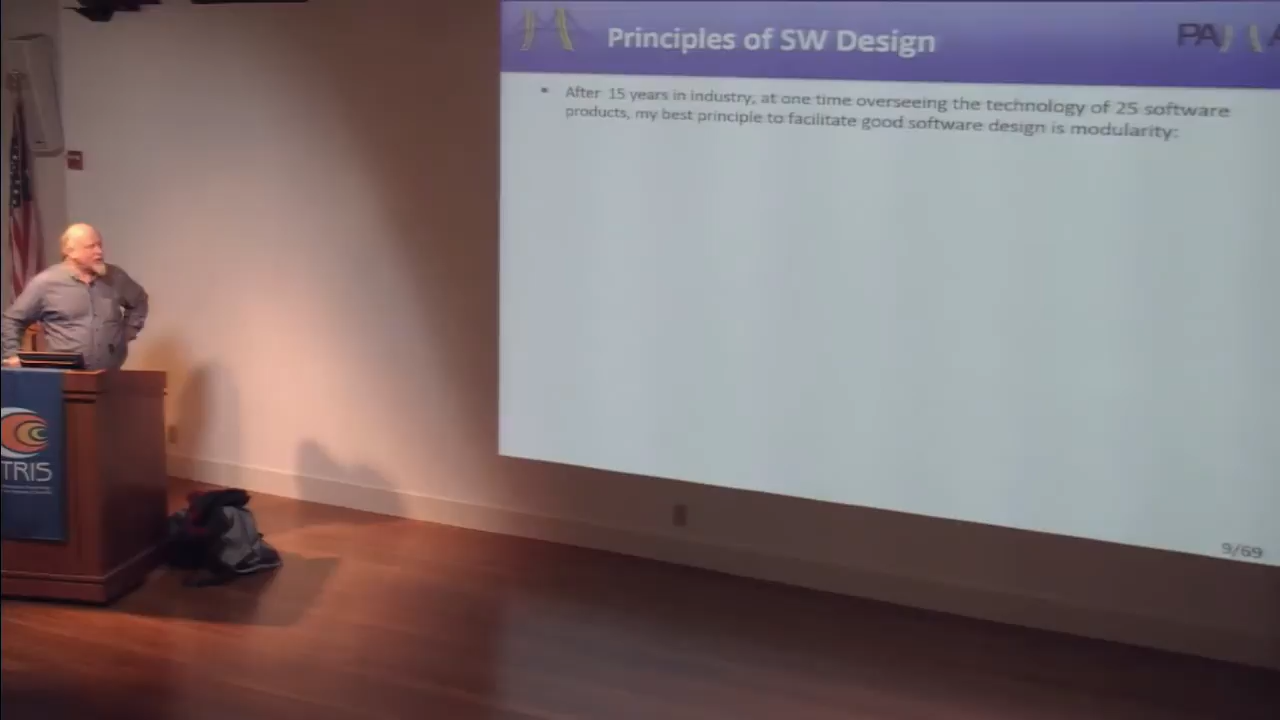 Principles of SW Design
PA
• After 15 years in industry, at one time overseeing the technology of 25 software
products, my best principle to facilitate good software design is modularity:
TRIS
9/69